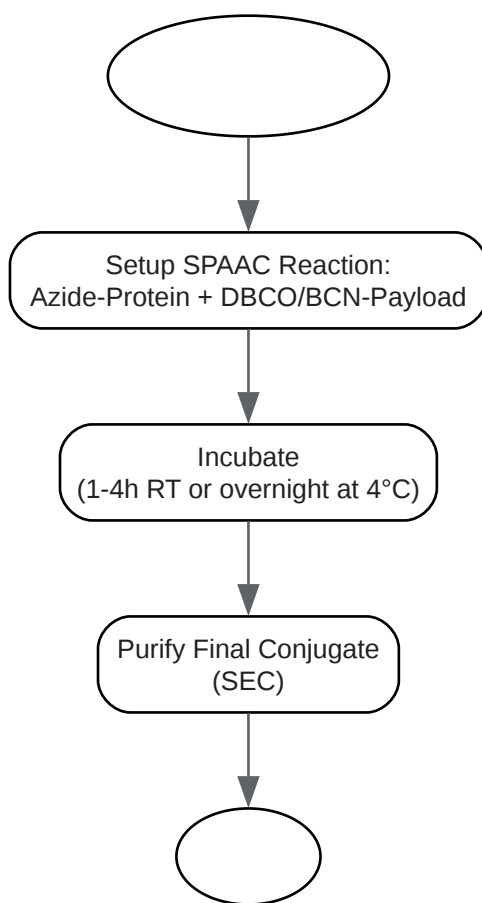 Setup SPAAC Reaction:
Azide-Protein + DBCO/BCN-Payload
Incubate
(1-4h RT or overnight at 4°C)
Purify Final Conjugate
(SEC)